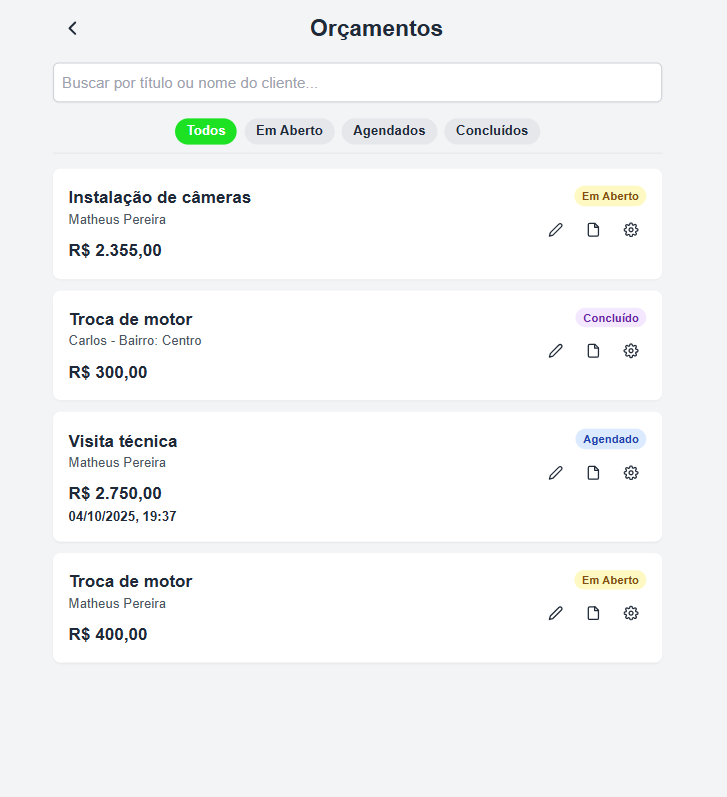 Orçamentos
Buscar por título ou nome do cliente...
Todos
Em Aberto
Agendados
Concluídos
Instalação de câmeras
Em Aberto
Matheus Pereira
R$ 2.355,00
Troca de motor
Concluído
Carlos - Bairro: Centro
R$ 300,00
Visita técnica
Agendado
Matheus Pereira
R$ 2.750,00
04/10/2025, 19:37
Troca de motor
Em Aberto
Matheus Pereira
R$ 400,00